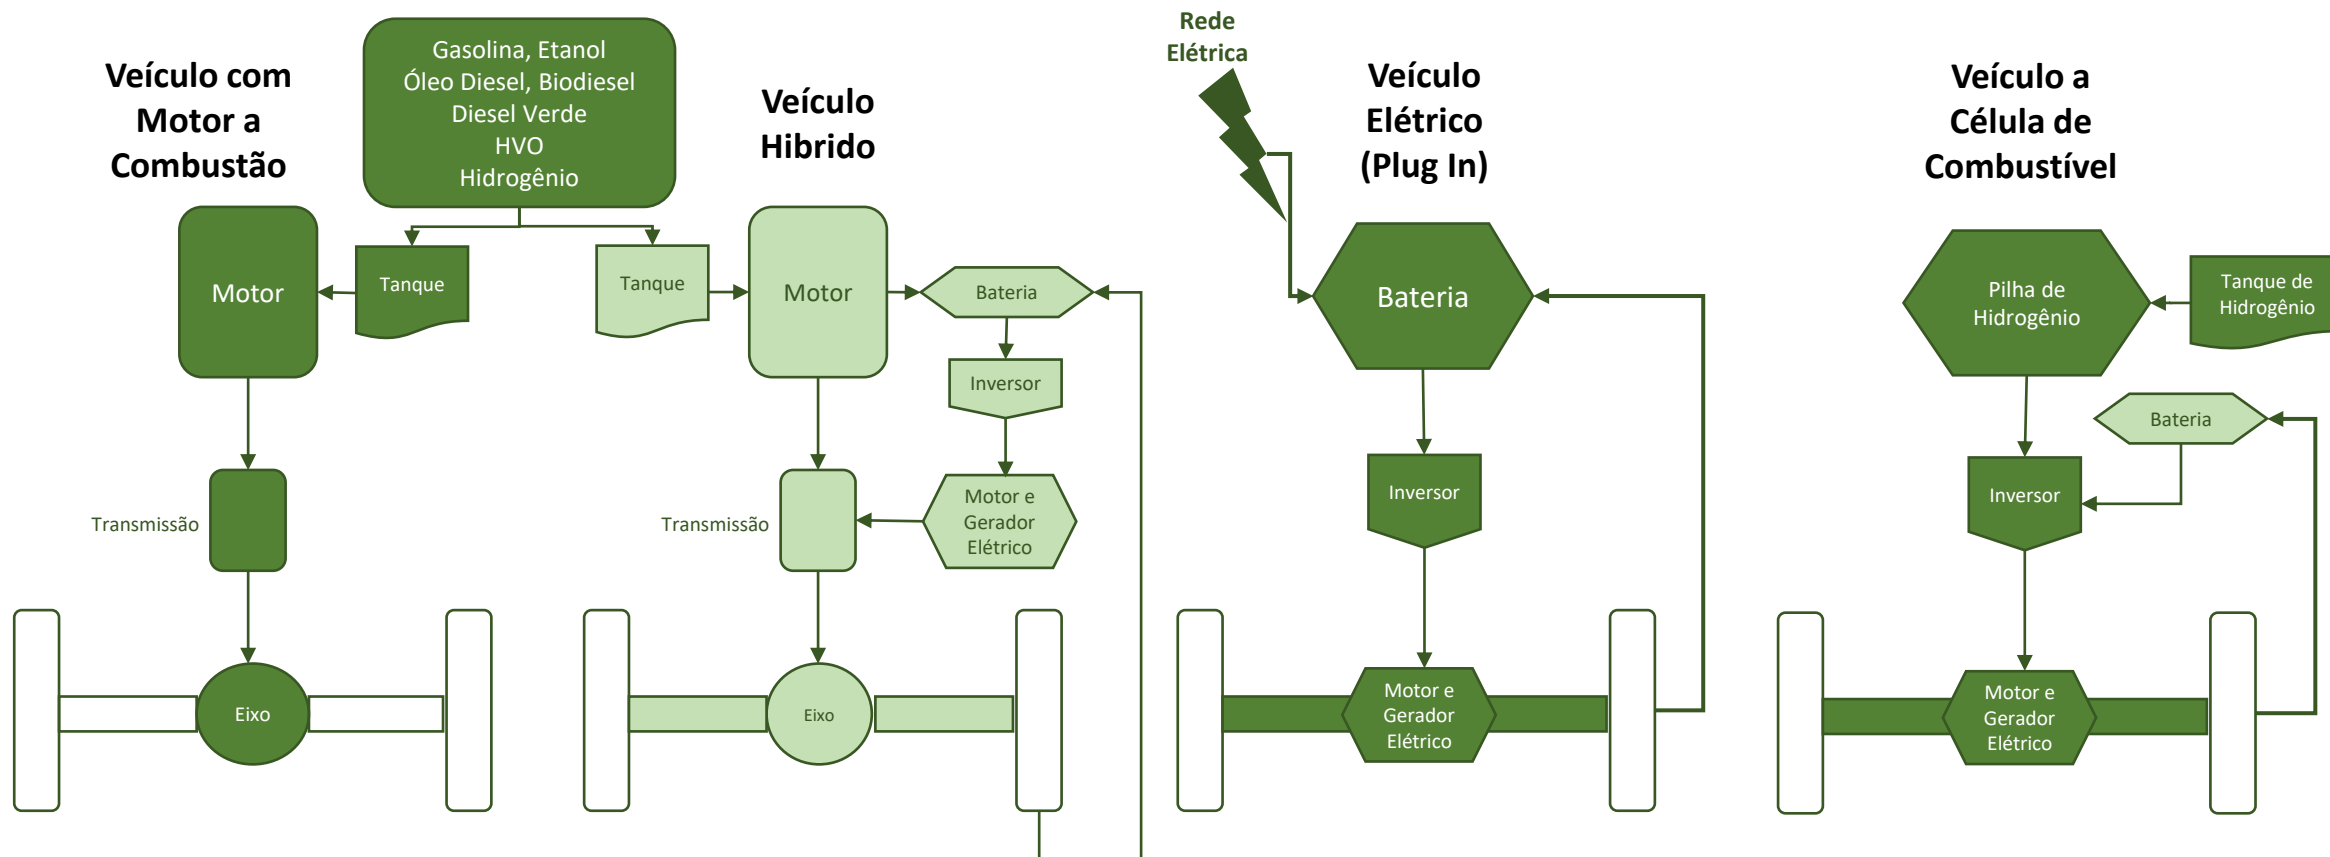 Veículo com
Motor a
Combustão
Gasolina, Etanol
Óleo Diesel, Biodiesel
Diesel Verde
HVO
Hidrogênio
Motor
Tanque
Transmissão
Eixo
Veículo
Hibrido
Tanque
Motor
Bateria
Inversor
Motor e
Gerador
Elétrico
Transmissão
Eixo
Rede
Elétrica
Veículo
Elétrico
(Plug In)
Bateria
Inversor
Motor e
Gerador
Elétrico
Veículo a
Célula de
Combustível
Pilha de
Hidrogênio
Tanque de
Hidrogênio
Bateria
Inversor
Motor e
Gerador
Elétrico